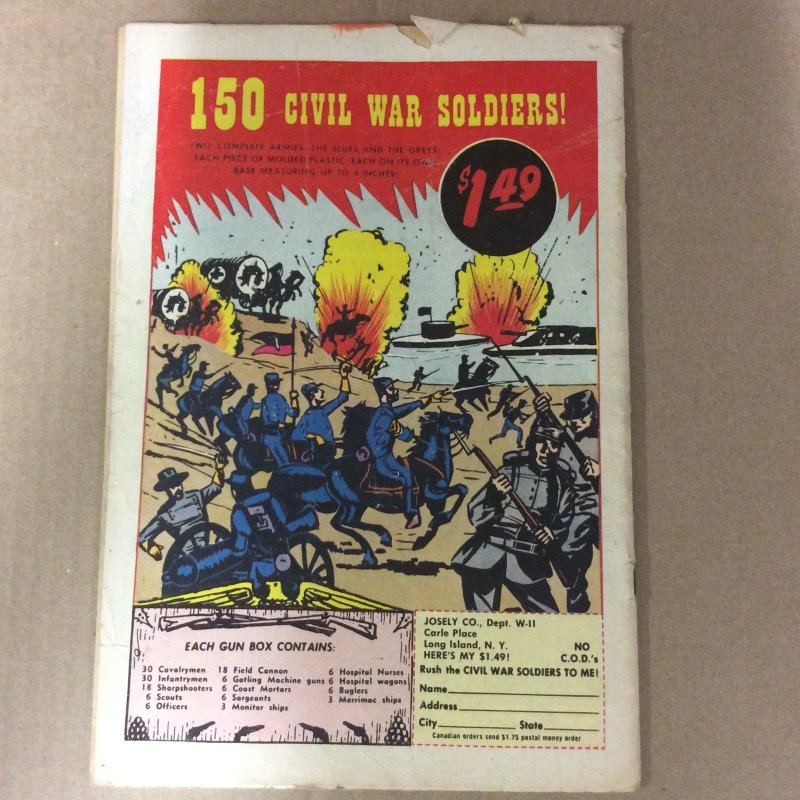 150 CIVIL WAR SOLDIERS!
TWO COMPLETE ARMIES—THE BLUES AND THE GREYS!
EACH PIECE OF MOLDED PLASTIC, EACH ON ITS OWN
BASE MEASURING UP TO 4 INCHES!
$1.49
EACH GUN BOX CONTAINS:
30 Cavalrymen
30 Infantrymen
18 Sharpshooters
6 Scouts
6 Officers
18 Field Cannon
6 Gatling Machine guns
6 Coast Mortars
6 Sergeants
3 Monitor ships
6 Hospital Nurses
6 Hospital wagons
6 Buglers
3 Merrimac ships
JOSELY CO., Dept. W-11
Carle Place
Long Island, N. Y.
HERE'S MY $1.49!
NO
C.O.D.'s
Rush the CIVIL WAR SOLDIERS TO ME!
Name
Address
City State
Canadian orders send $1.75 postal money order